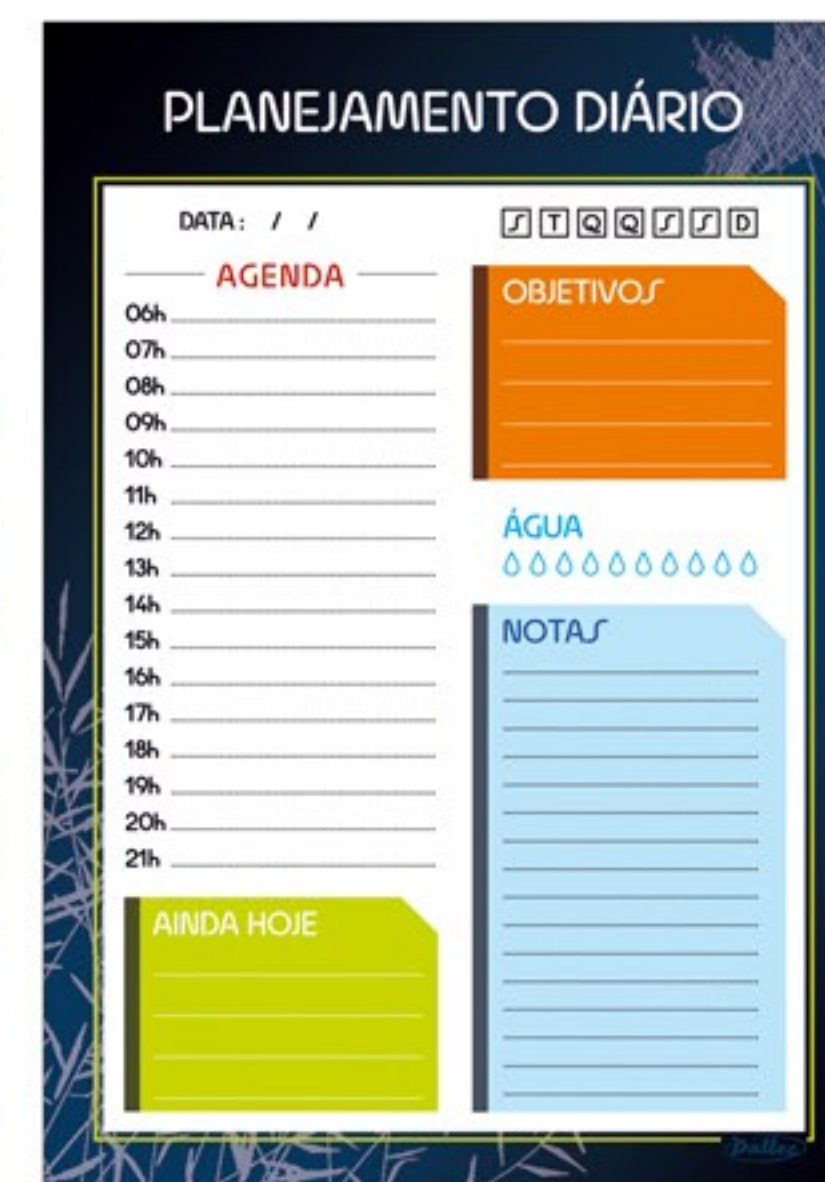 PLANEJAMENTO DIÁRIO
DATA: / /
S T Q Q S S D
AGENDA
06h
07h
08h
09h
10h
11h
12h
13h
14h
15h
16h
17h
18h
19h
20h
21h
AINDA HOJE
OBJETIVOS
ÁGUA
NOTAS